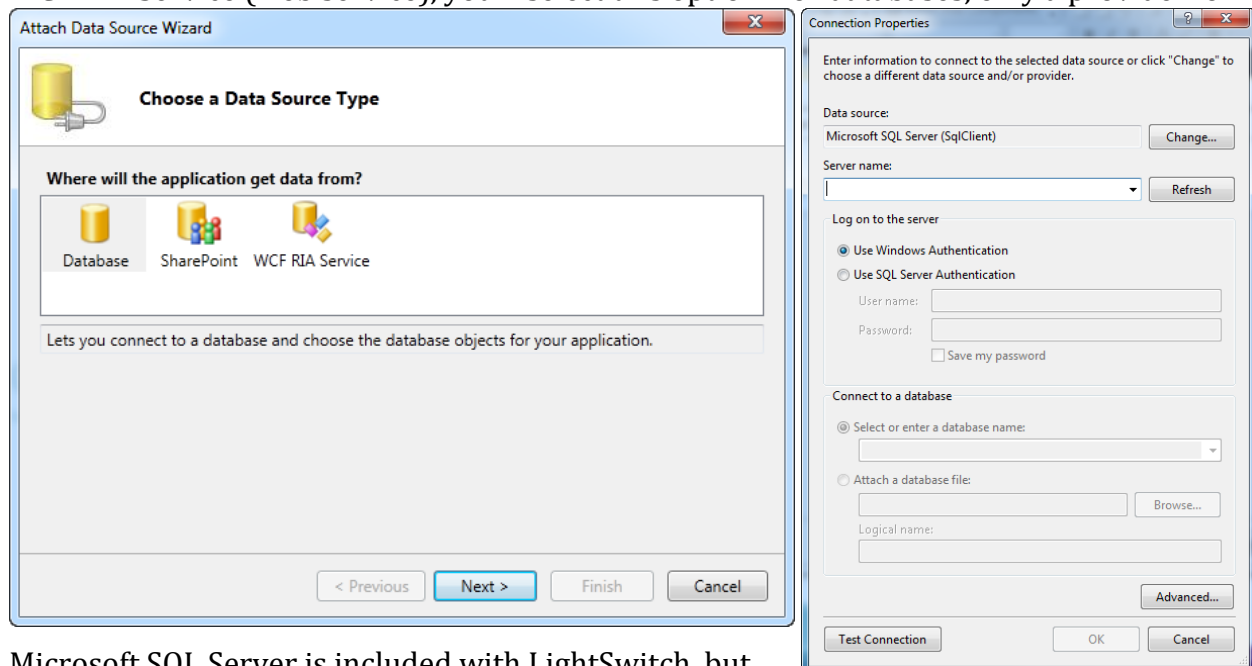 Attach Data Source Wizard
Choose a Data Source Type
Where will the application get data from?
Database SharePoint WCF RIA Service
Lets you connect to a database and choose the database objects for your application.
< Previous Next > Finish Cancel
Connection Properties
Enter information to connect to the selected data source or click "Change" to
choose a different data source and/or provider.
Data source:
Microsoft SQL Server (SqlClient) Change...
Server name:
Refresh
Log on to the server
Use Windows Authentication
Use SQL Server Authentication
User name:
Password:
Save my password
Connect to a database
Select or enter a database name:
Attach a database file:
Browse...
Logical name:
Advanced...
Test Connection OK Cancel
Microsoft SQL Server is included with LightSwitch, but